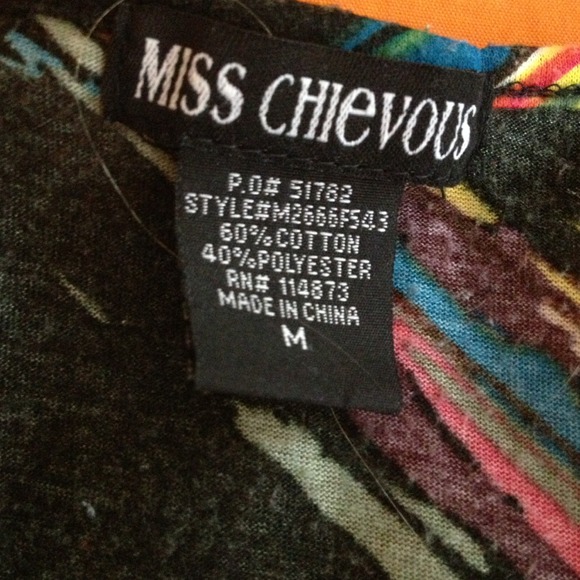 MISS CHIEVOUS
P.O# 51782
STYLE#M2666F543
60%COTTON
40%POLYESTER
RN# 114873
MADE IN CHINA
M